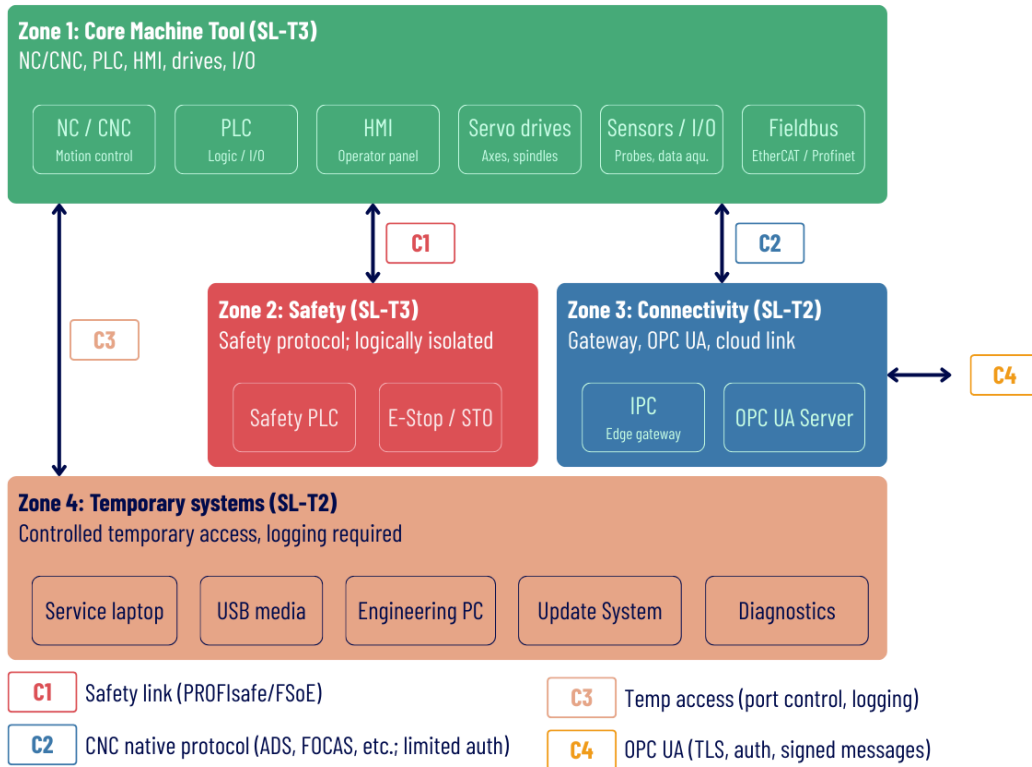 Zone 1: Core Machine Tool (SL-T3)
NC/CNC, PLC, HMI, drives, I/O
NC / CNC
Motion control
PLC
Logic / I/O
HMI
Operator panel
Servo drives
Axes, spindles
Sensors / I/O
Probes, data aqu.
Fieldbus
EtherCAT / Profinet
C1
C2
C3
Zone 2: Safety (SL-T3)
Safety protocol; logically isolated
Safety PLC
E-Stop / STO
Zone 3: Connectivity (SL-T2)
Gateway, OPC UA, cloud link
IPC
Edge gateway
OPC UA Server
C4
Zone 4: Temporary systems (SL-T2)
Controlled temporary access, logging required
Service laptop
USB media
Engineering PC
Update System
Diagnostics
C1 Safety link (PROFIsafe/FSoE)
C2 CNC native protocol (ADS, FOCAS, etc.; limited auth)
C3 Temp access (port control, logging)
C4 OPC UA (TLS, auth, signed messages)